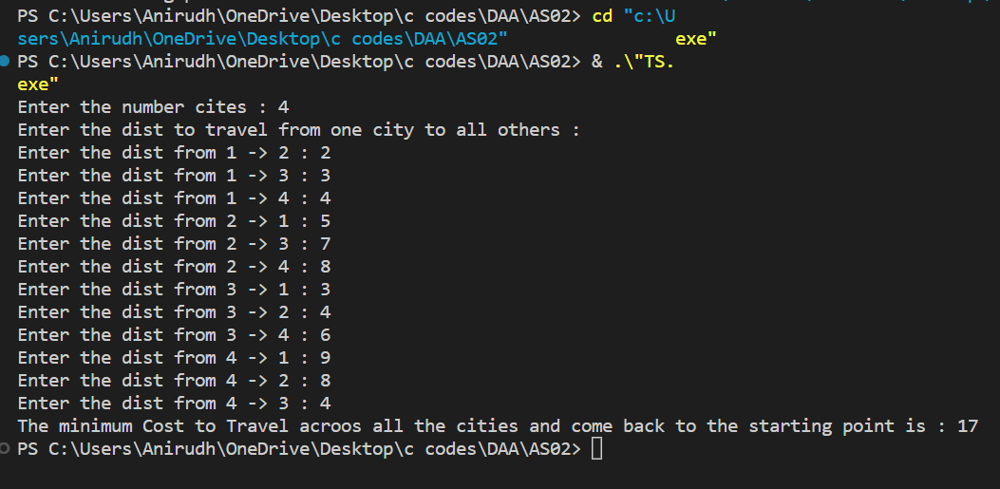 PS C:\Users\Anirudh\OneDrive\Desktop\c codes\DAA\AS02> cd "c:\U
sers\Anirudh\OneDrive\Desktop\c codes\DAA\AS02" exe"
PS C:\Users\Anirudh\OneDrive\Desktop\c codes\DAA\AS02> & .\"TS.
exe"
Enter the number cites : 4
Enter the dist to travel from one city to all others :
Enter the dist from 1 -> 2 : 2
Enter the dist from 1 -> 3 : 3
Enter the dist from 1 -> 4 : 4
Enter the dist from 2 -> 1 : 5
Enter the dist from 2 -> 3 : 7
Enter the dist from 2 -> 4 : 8
Enter the dist from 3 -> 1 : 3
Enter the dist from 3 -> 2 : 4
Enter the dist from 3 -> 4 : 6
Enter the dist from 4 -> 1 : 9
Enter the dist from 4 -> 2 : 8
Enter the dist from 4 -> 3 : 4
The minimum Cost to Travel acroos all the cities and come back to the starting point is : 17
PS C:\Users\Anirudh\OneDrive\Desktop\c codes\DAA\AS02>